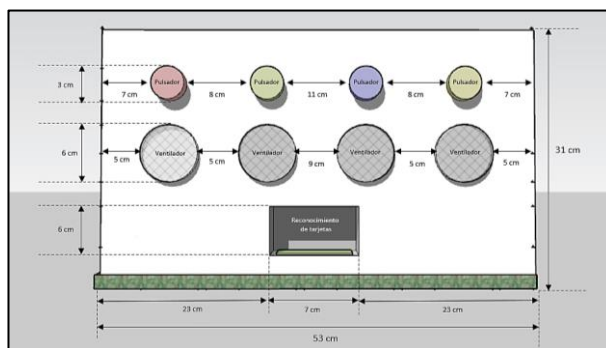 Pulsador Pulsador Pulsador Pulsador
3 cm
7 cm 8 cm 11 cm 8 cm 7 cm
31 cm
6 cm
Ventilador Ventilador Ventilador Ventilador
5 cm 5 cm 9 cm 5 cm 5 cm
Reconocimiento
de tarjetas
6 cm
23 cm 7 cm 23 cm
53 cm